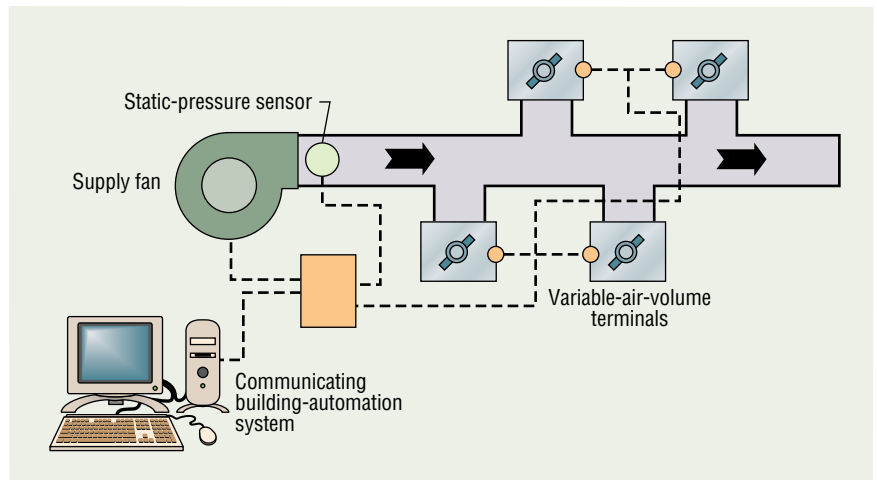 Static-pressure sensor
Supply fan
Variable-air-volume
terminals
Communicating
building-automation
system